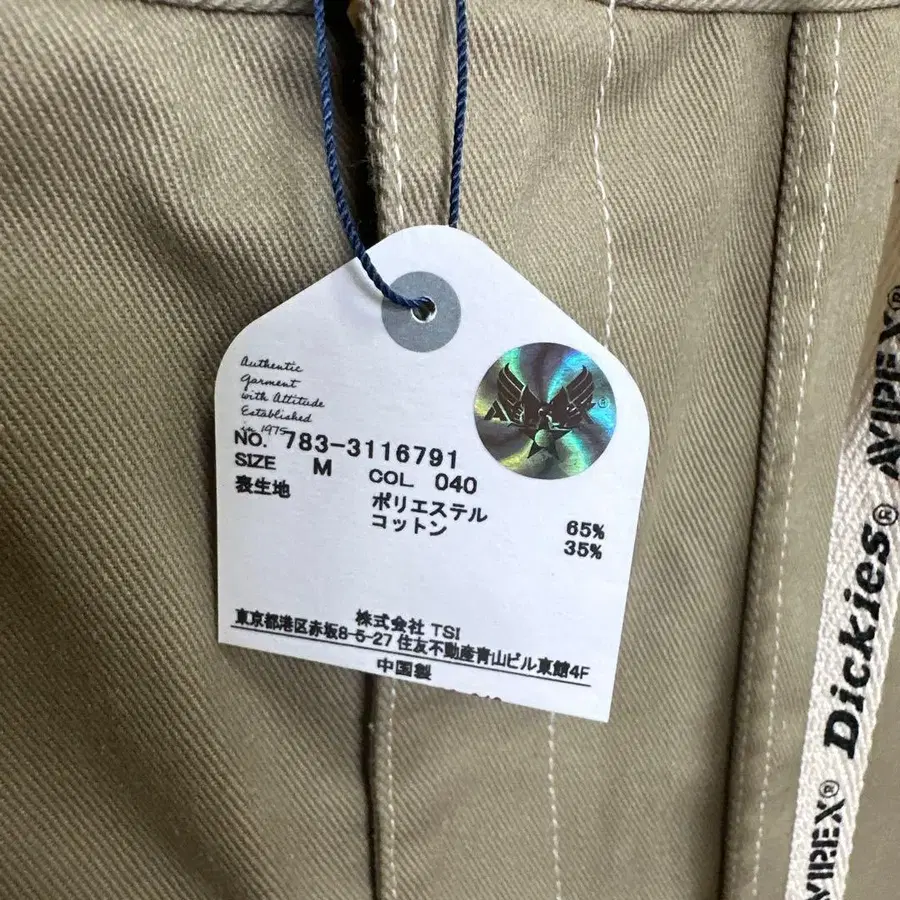 Authentic
Garment
with Attitude
Established
in 1975
NO. 783-3116791
SIZE M COL 040
表生地 ポリエステル 65%
コットン 35%
株式会社 TSI
東京都港区赤坂8-5-27 住友不動産青山ビル東館4F
中国製
AVIREX®
Dickies®
AVIREX®